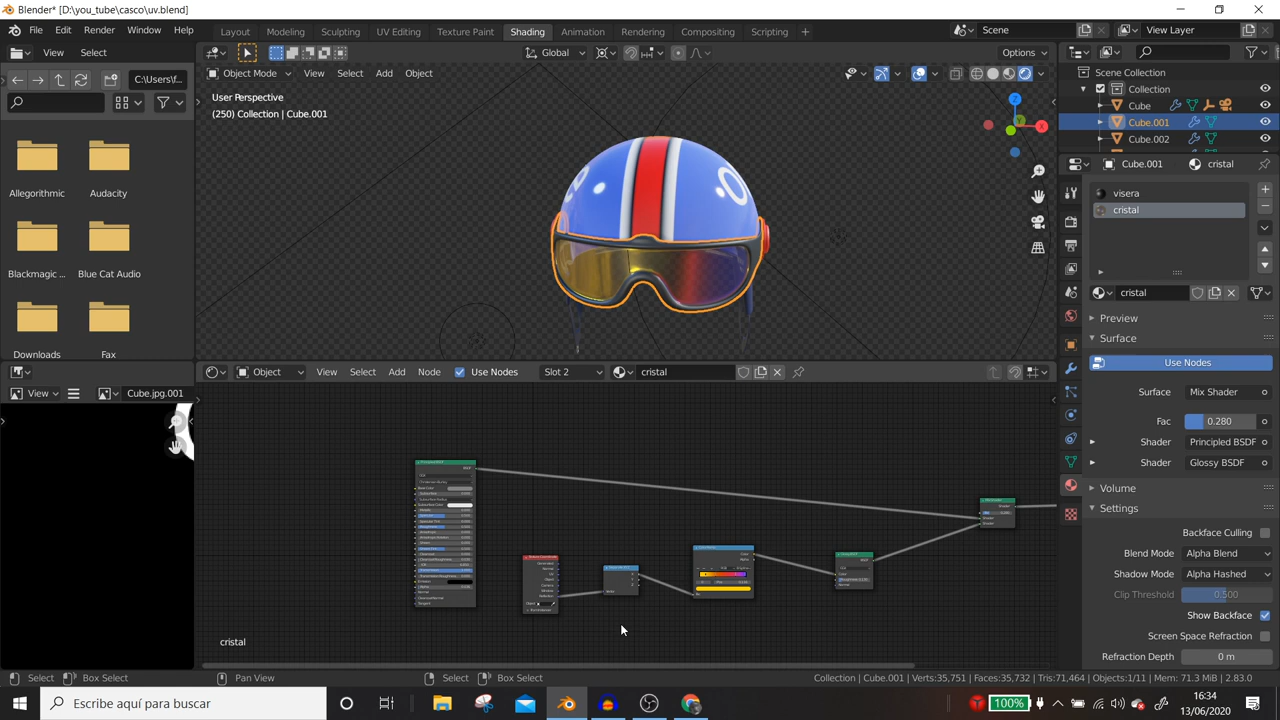 Blender* [D:\you_tube\casco\uv.blend]
File Edit Render Window Help
Layout Modeling Sculpting UV Editing Texture Paint Shading Animation Rendering Compositing Scripting +
Scene View Layer
View Select
Global Options
C:\Users\f...
Object Mode View Select Add Object
User Perspective
(250) Collection | Cube.001
Allegorithmic Audacity
Blackmagic ... Blue Cat Audio
Downloads Fax
View Cube.jpg.001
Scene Collection
Collection
Cube
Cube.001
Cube.002
Cube.001 cristal
visera
cristal
cristal
Preview
Surface
Use Nodes
Surface Mix Shader
Fac 0.280
Shader Principled BSDF
Shader Glossy BSDF
Volume
Settings
Backface Culling
Blend Mode Alpha Blend
Shadow Mode Alpha Hashed
Clip Threshold 0.500
Show Backface
Screen Space Refraction
Refraction Depth 0 m
Object View Select Add Node Use Nodes Slot 2 cristal
cristal
Select Box Select Pan View Select Box Select
Collection | Cube.001 | Verts:35,751 | Faces:35,732 | Tris:71,464 | Objects:1/11 | Mem: 71.3 MiB | 2.83.0
Escribe aquí para buscar
100%
16:34
13/06/2020